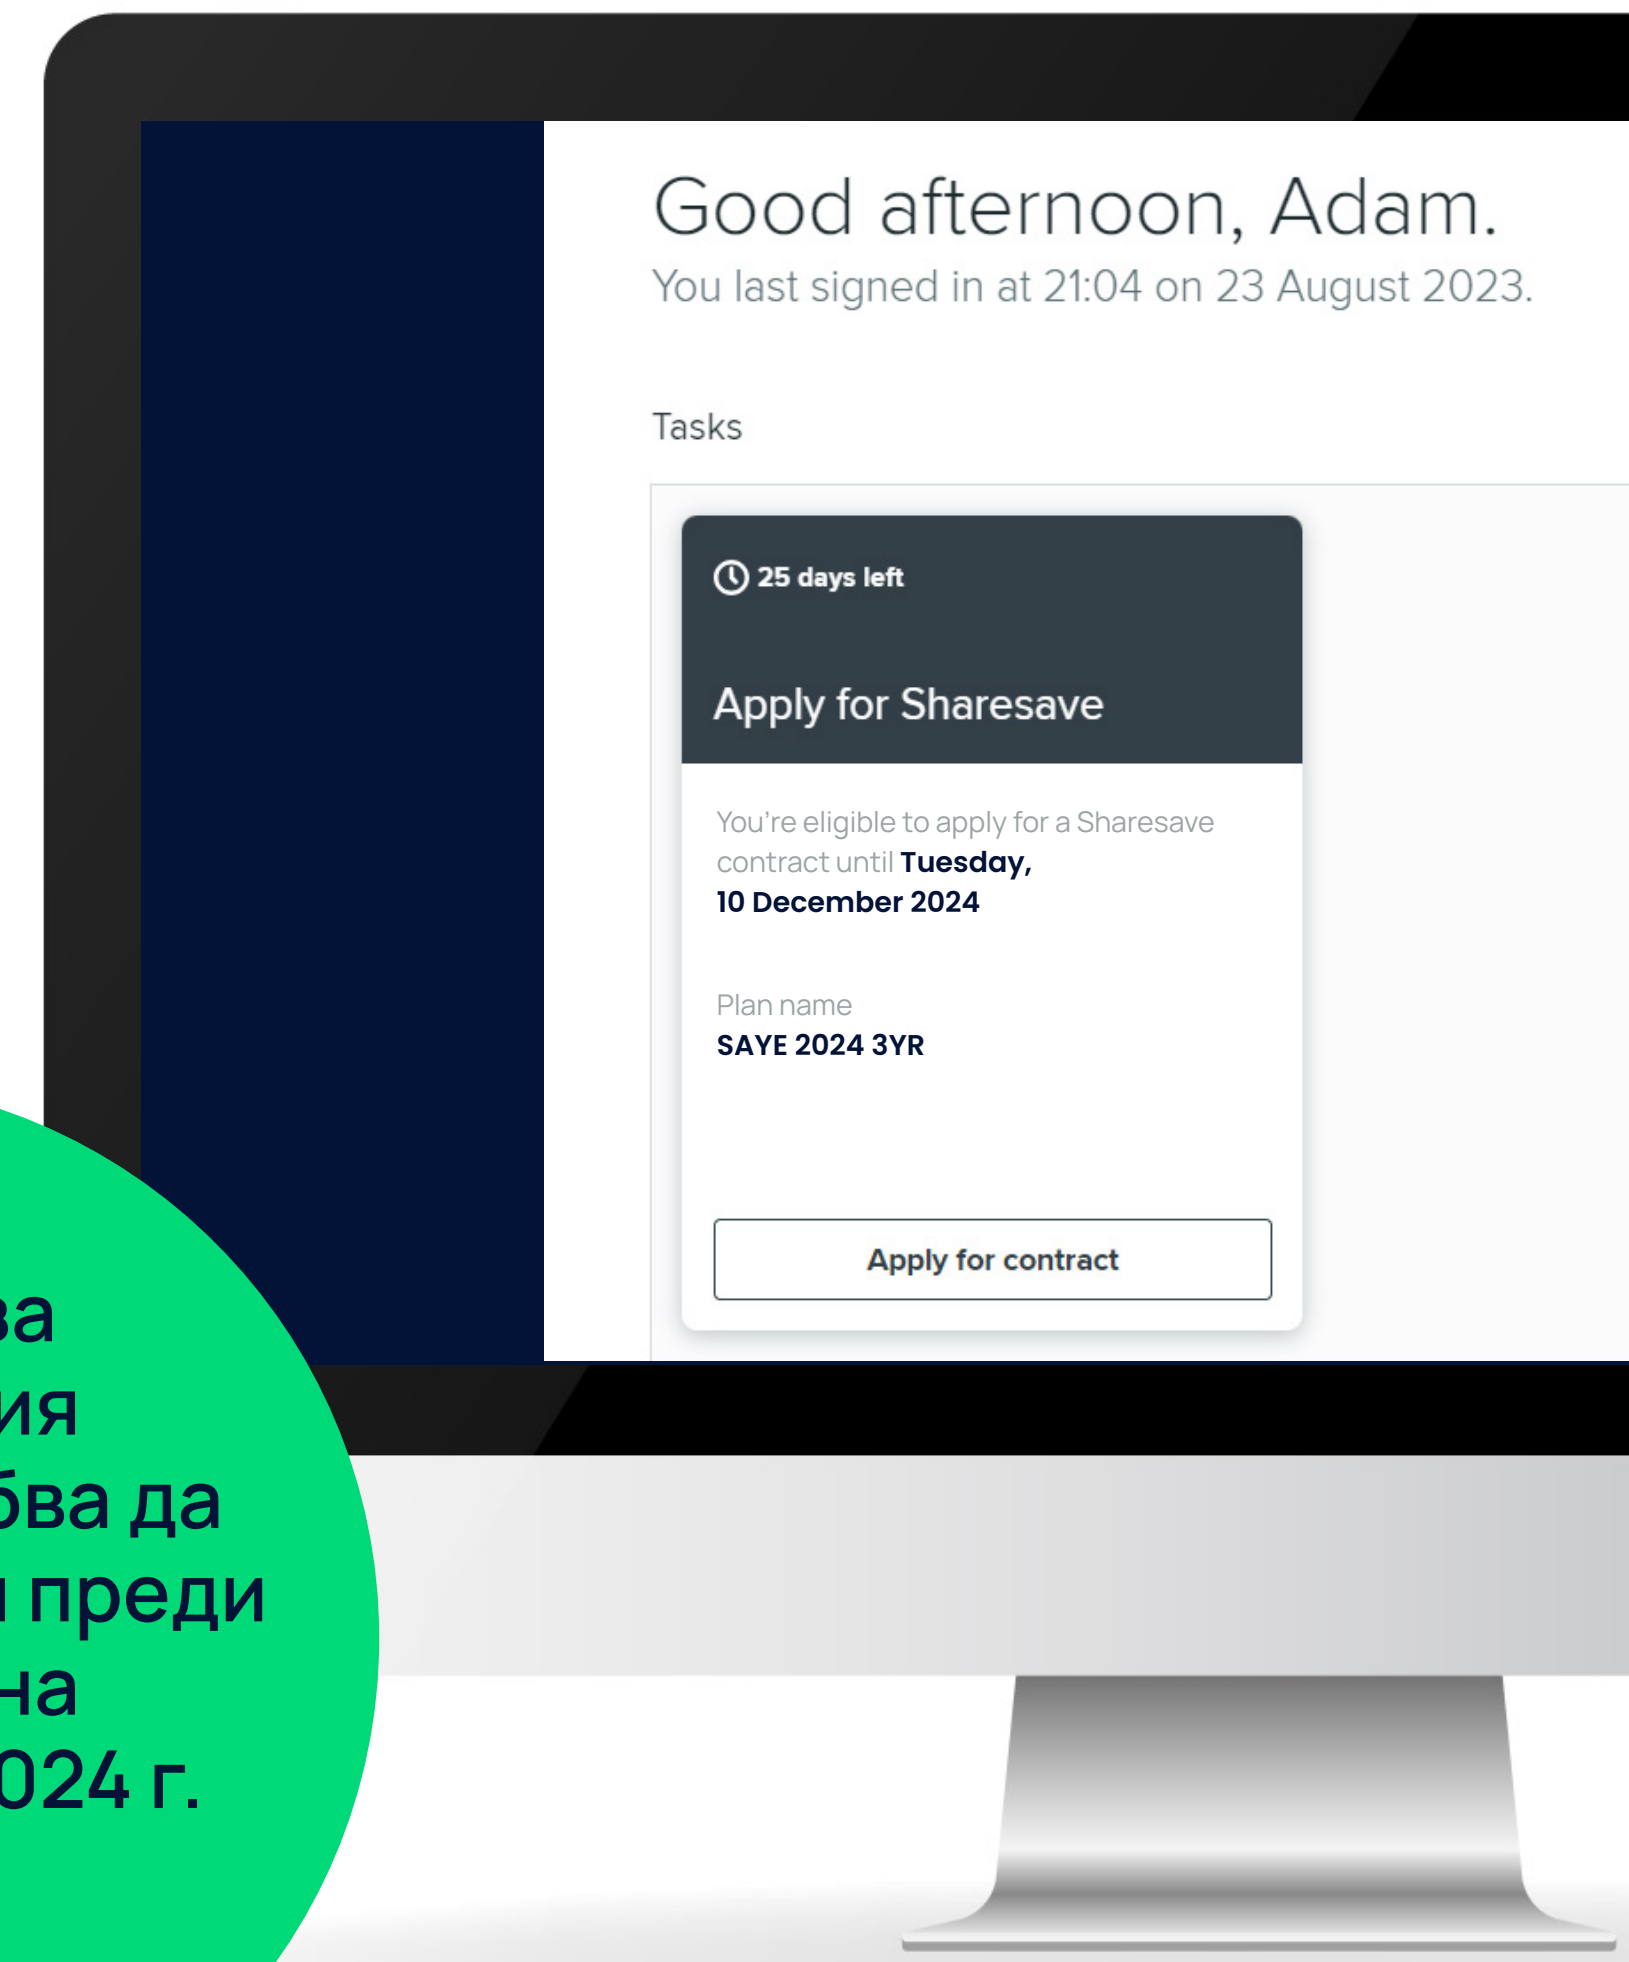 Good afternoon, Adam.
You last signed in at 21:04 on 23 August 2023.
Tasks
25 days left
Apply for Sharesave
You're eligible to apply for a Sharesave
contract until Tuesday,
10 December 2024
Plan name
SAYE 2024 3YR
Apply for contract
да
преди
на
024 г.